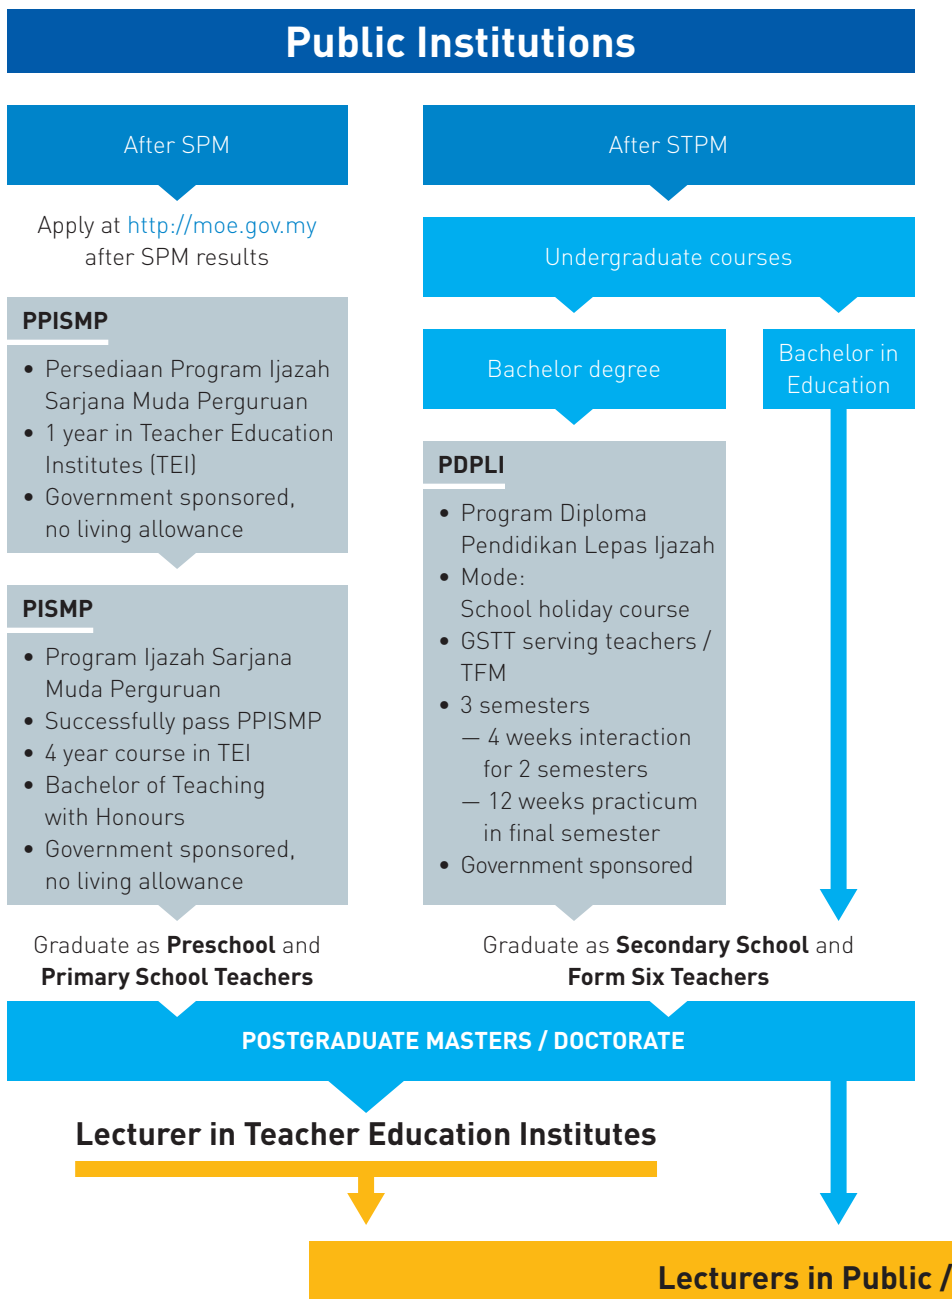 Public Institutions
After SPM
Apply at http://moe.gov.my
after SPM results
PPISMP
• Persediaan Program Ijazah
Sarjana Muda Perguruan
• 1 year in Teacher Education
Institutes (TEI)
• Government sponsored,
no living allowance
PISMP
• Program Ijazah Sarjana
Muda Perguruan
• Successfully pass PPISMP
• 4 year course in TEI
• Bachelor of Teaching
with Honours
• Government sponsored,
no living allowance
Graduate as Preschool and
Primary School Teachers
After STPM
Undergraduate courses
Bachelor degree
Bachelor in
Education
PDPLI
• Program Diploma
Pendidikan Lepas Ijazah
• Mode:
School holiday course
• GSTT serving teachers /
TFM
• 3 semesters
— 4 weeks interaction
for 2 semesters
— 12 weeks practicum
in final semester
• Government sponsored
Graduate as Secondary School and
Form Six Teachers
POSTGRADUATE MASTERS / DOCTORATE
Lecturer in Teacher Education Institutes
Lecturers in Public /